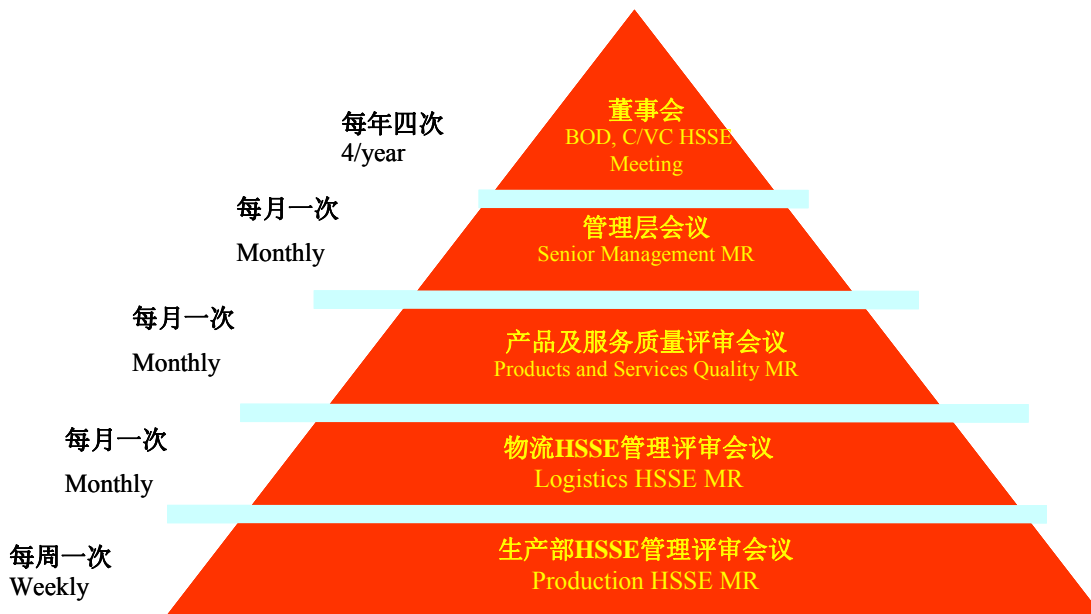 每年四次
4/year
董事会
BOD, C/VC HSSE
Meeting
每月一次
Monthly
管理层会议
Senior Management MR
每月一次
Monthly
产品及服务质量评审会议
Products and Services Quality MR
每月一次
Monthly
物流HSSE管理评审会议
Logistics HSSE MR
每周一次
Weekly
生产部HSSE管理评审会议
Production HSSE MR